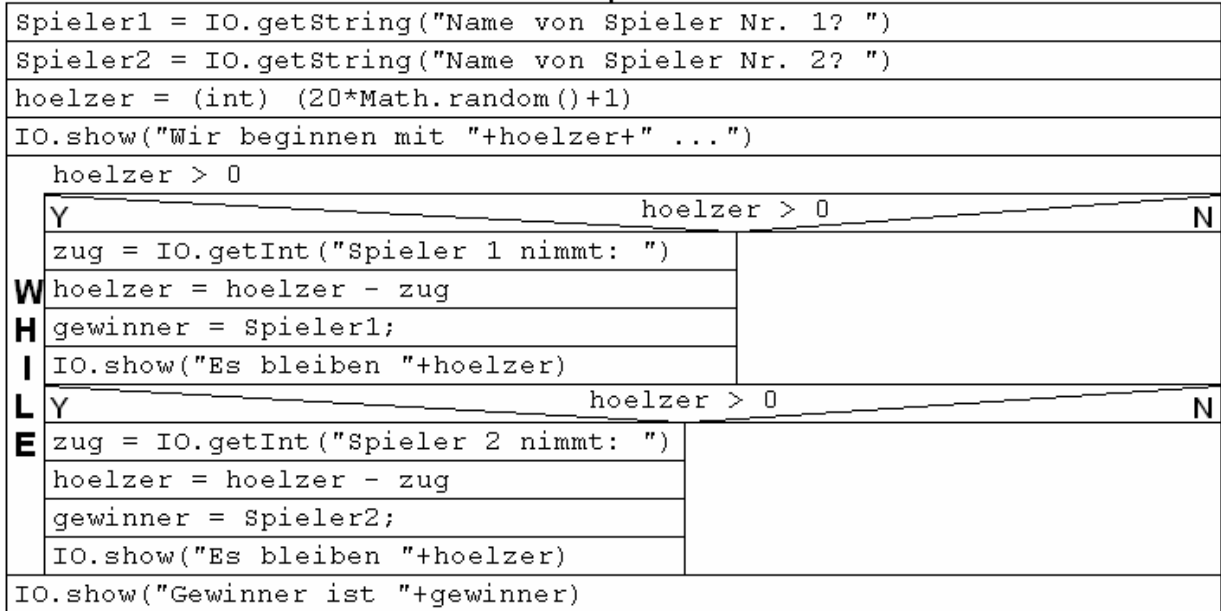 Spieler1 = IO.getString("Name von Spieler Nr. 1? ")
Spieler2 = IO.getString("Name von Spieler Nr. 2? ")
hoelzer = (int) (20*Math.random()+1)
IO.show("Wir beginnen mit "+hoelzer+" ...")
WHILE
hoelzer > 0
hoelzer > 0
Y N
zug = IO.getInt("Spieler 1 nimmt: ")
hoelzer = hoelzer - zug
gewinner = Spieler1;
IO.show("Es bleiben "+hoelzer)
hoelzer > 0
Y N
zug = IO.getInt("Spieler 2 nimmt: ")
hoelzer = hoelzer - zug
gewinner = Spieler2;
IO.show("Es bleiben "+hoelzer)
IO.show("Gewinner ist "+gewinner)